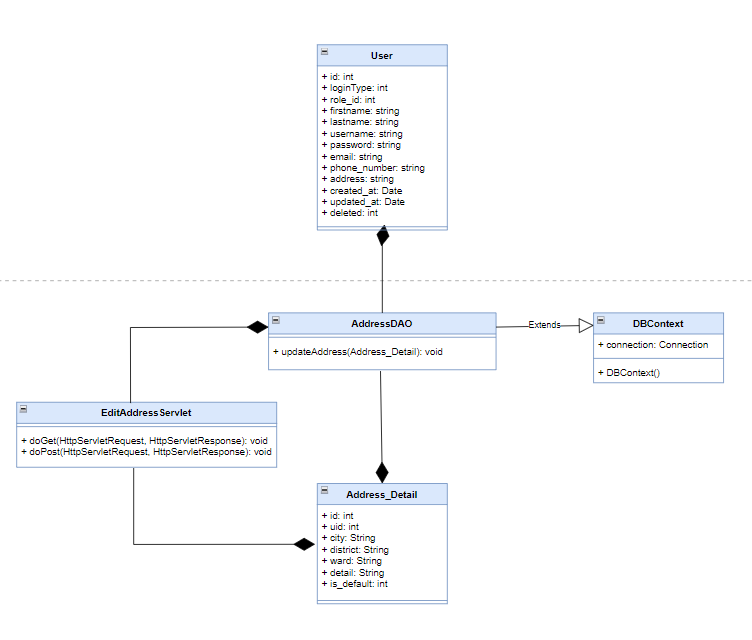 User
+ id: int
+ loginType: int
+ role_id: int
+ firstname: string
+ lastname: string
+ username: string
+ password: string
+ email: string
+ phone_number: string
+ address: string
+ created_at: Date
+ updated_at: Date
+ deleted: int
AddressDAO
+ updateAddress(Address_Detail): void
Extends
DBContext
+ connection: Connection
+ DBContext()
EditAddressServlet
+ doGet(HttpServletRequest, HttpServletResponse): void
+ doPost(HttpServletRequest, HttpServletResponse): void
Address_Detail
+ id: int
+ uid: int
+ city: String
+ district: String
+ ward: String
+ detail: String
+ is_default: int